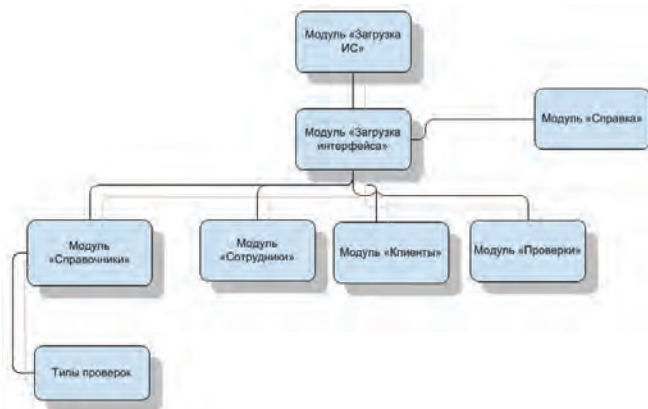 Модуль «Загрузка
ИС»
Модуль «Загрузка
интерфейса»
Модуль «Справка»
Модуль
«Справочники»
Модуль
«Сотрудники»
Модуль «Клиенты»
Модуль «Проверки»
Типы проверок